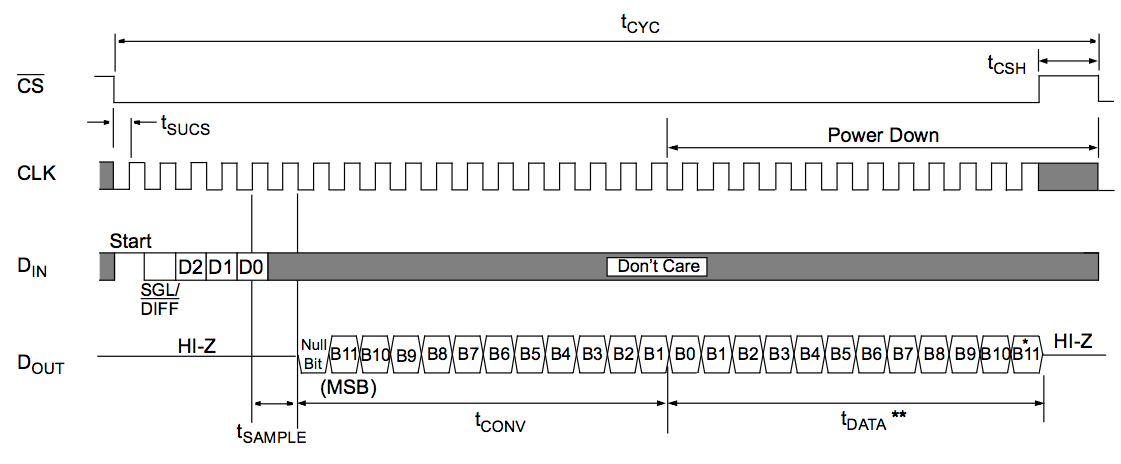 tCYC
tCSH
CS
tSUCS
Power Down
CLK
Start
DIN
D2 D1 D0
Don't Care
SGL/
DIFF
HI-Z
DOUT
Null
Bit
B11 B10 B9 B8 B7 B6 B5 B4 B3 B2 B1 B0 B1 B2 B3 B4 B5 B6 B7 B8 B9 B10 B11*
HI-Z
(MSB)
tSAMPLE
tCONV
tDATA **